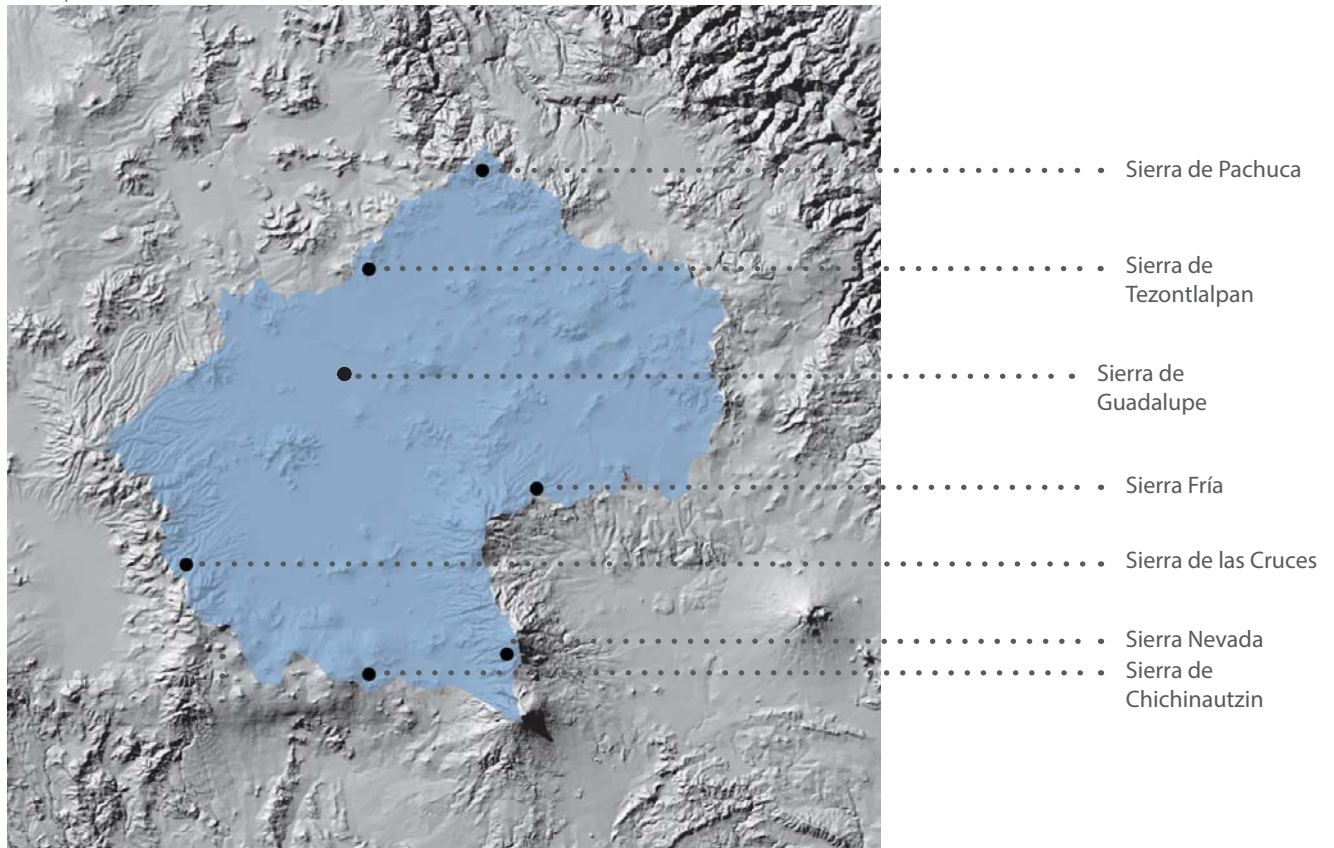 Sierra de Pachuca
Sierra de
Tezontlalpan
Sierra de
Guadalupe
Sierra Fría
Sierra de las Cruces
Sierra Nevada
Sierra de
Chichinautzin